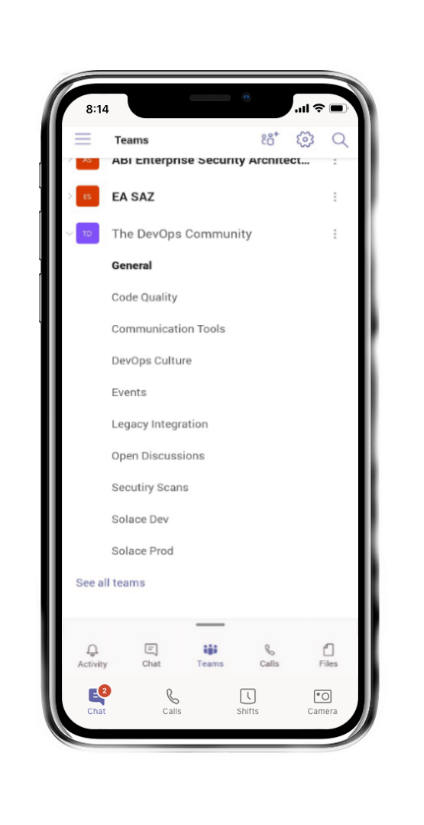 8:14
Teams
AS ABI Enterprise Security Architect...
ES EA SAZ
TD The DevOps Community
General
Code Quality
Communication Tools
DevOps Culture
Events
Legacy Integration
Open Discussions
Secutiry Scans
Solace Dev
Solace Prod
See all teams
Activity Chat Teams Calls Files
2
Chat Calls Shifts Camera